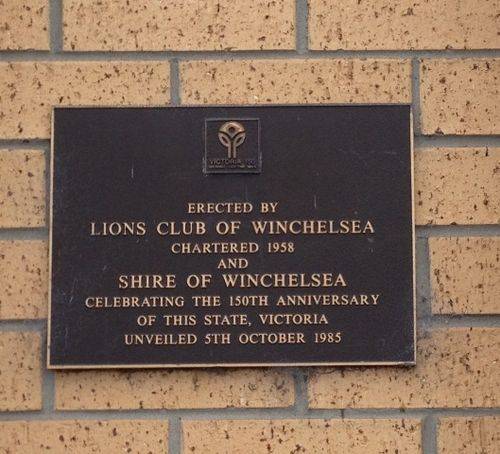 VICTORIA 150
ERECTED BY
LIONS CLUB OF WINCHELSEA
CHARTERED 1958
AND
SHIRE OF WINCHELSEA
CELEBRATING THE 150TH ANNIVERSARY
OF THIS STATE, VICTORIA
UNVEILED 5TH OCTOBER 1985